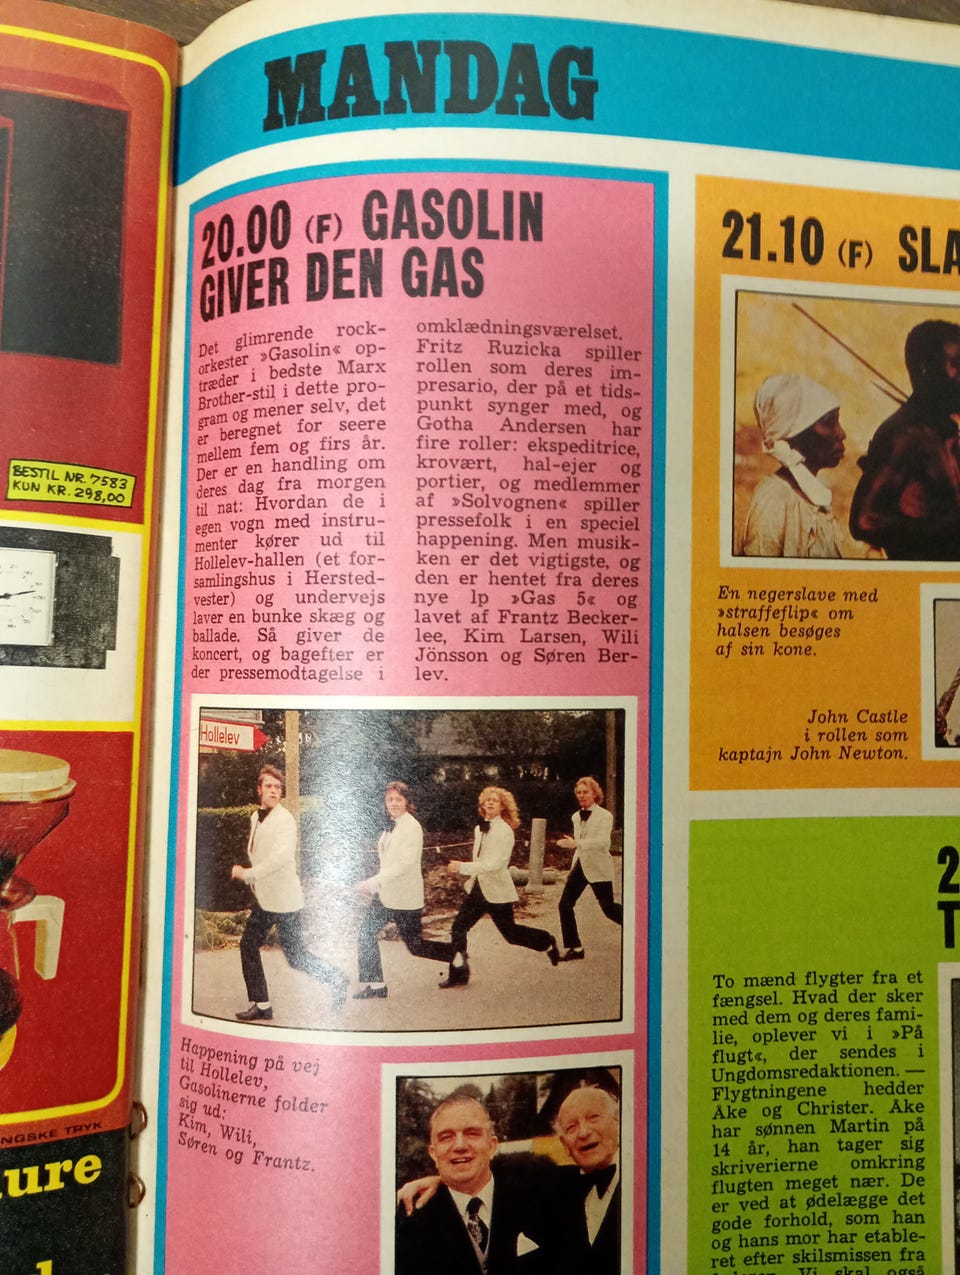 BESTIL NR. 7583
KUN KR. 298,00
NGSKE TRYK
ure
MANDAG
20.00 (F) GASOLIN
GIVER DEN GAS
Det glimrende rock-
orkester »Gasolin« op-
træder i bedste Marx
Brother-stil i dette pro-
gram og mener selv, det
er beregnet for seere
mellem fem og firs år.
Der er en handling om
deres dag fra morgen
til nat: Hvordan de i
egen vogn med instru-
menter kører ud til
Hollelev-hallen (et for-
samlingshus i Hersted-
vester) og undervejs
laver en bunke skæg og
ballade. Så giver de
koncert, og bagefter er
der pressemodtagelse i
omklædningsværelset.
Fritz Ruzicka spiller
rollen som deres im-
presario, der på et tids-
punkt synger med, og
Gotha Andersen har
fire roller: ekspeditrice,
krovært, hal-ejer og
portier, og medlemmer
af »Solvognen« spiller
pressefolk i en speciel
happening. Men musik-
ken er det vigtigste, og
den er hentet fra deres
nye lp »Gas 5« og
lavet af Frantz Becker-
lee, Kim Larsen, Wili
Jönsson og Søren Ber-
lev.
Hollelev
Happening på vej
til Hollelev,
Gasolinerne folder
sig ud:
Kim, Wili,
Søren og Frantz.
21.10 (F) SLA
En negerslave med
»straffeflip« om
halsen besøges
af sin kone.
John Castle
i rollen som
kaptajn John Newton.
2
T
To mænd flygter fra et
fængsel. Hvad der sker
med dem og deres fami-
lie, oplever vi i »På
flugt«, der sendes i
Ungdomsredaktionen. —
Flygtningene hedder
Åke og Christer. Åke
har sønnen Martin på
14 år, han tager sig
skriverierne omkring
flugten meget nær. De
er ved at ødelægge det
gode forhold, som han
og hans mor har etable-
ret efter skilsmissen fra
Vi skal også